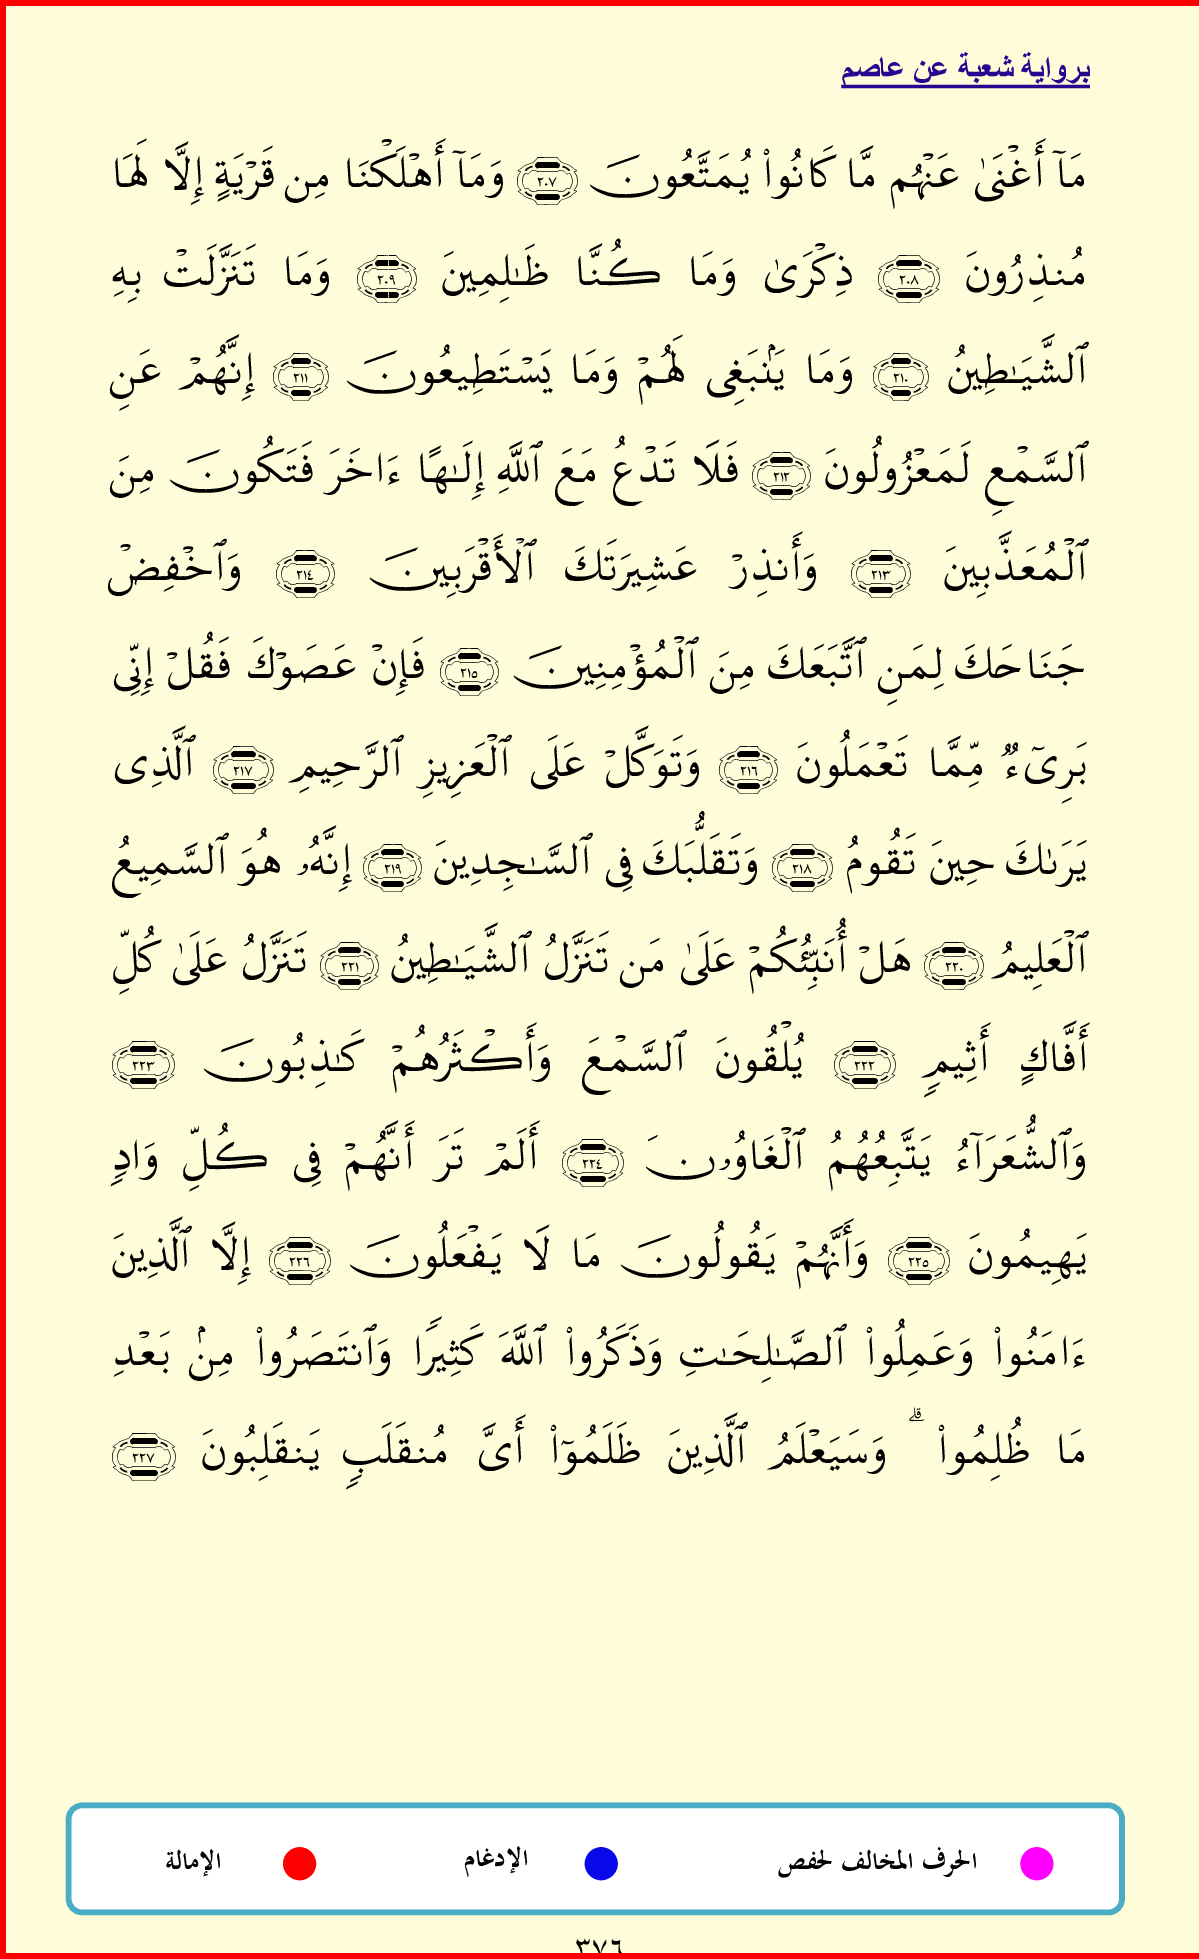 برواية شعبة عن عاصم
مَآ أَغْنَىٰ عَنْهُم مَّا كَانُوا۟ يُمَتَّعُونَ ٢٠٧ وَمَآ أَهْلَكْنَا مِن قَرْيَةٍ إِلَّا لَهَا
مُنذِرُونَ ٢٠٨ ذِكْرَىٰ وَمَا كُنَّا ظَـٰلِمِينَ ٢٠٩ وَمَا تَنَزَّلَتْ بِهِ
ٱلشَّيَـٰطِينُ ٢١٠ وَمَا يَنۢبَغِى لَهُمْ وَمَا يَسْتَطِيعُونَ ٢١١ إِنَّهُمْ عَنِ
ٱلسَّمْعِ لَمَعْزُولُونَ ٢١٢ فَلَا تَدْعُ مَعَ ٱللَّهِ إِلَـٰهًا ءَاخَرَ فَتَكُونَ مِنَ
ٱلْمُعَذَّبِينَ ٢١٣ وَأَنذِرْ عَشِيرَتَكَ ٱلْأَقْرَبِينَ ٢١٤ وَٱخْفِضْ
جَنَاحَكَ لِمَنِ ٱتَّبَعَكَ مِنَ ٱلْمُؤْمِنِينَ ٢١٥ فَإِنْ عَصَوْكَ فَقُلْ إِنِّى
بَرِىٓءٌ مِّمَّا تَعْمَلُونَ ٢١٦ وَتَوَكَّلْ عَلَى ٱلْعَزِيزِ ٱلرَّحِيمِ ٢١٧ ٱلَّذِى
يَرَىٰكَ حِينَ تَقُومُ ٢١٨ وَتَقَلُّبَكَ فِى ٱلسَّـٰجِدِينَ ٢١٩ إِنَّهُۥ هُوَ ٱلسَّمِيعُ
ٱلْعَلِيمُ ٢٢٠ هَلْ أُنَبِّئُكُمْ عَلَىٰ مَن تَنَزَّلُ ٱلشَّيَـٰطِينُ ٢٢١ تَنَزَّلُ عَلَىٰ كُلِّ
أَفَّاكٍ أَثِيمٍ ٢٢٢ يُلْقُونَ ٱلسَّمْعَ وَأَكْثَرُهُمْ كَـٰذِبُونَ ٢٢٣
وَٱلشُّعَرَآءُ يَتَّبِعُهُمُ ٱلْغَاوُۥنَ ٢٢٤ أَلَمْ تَرَ أَنَّهُمْ فِى كُلِّ وَادٍ
يَهِيمُونَ ٢٢٥ وَأَنَّهُمْ يَقُولُونَ مَا لَا يَفْعَلُونَ ٢٢٦ إِلَّا ٱلَّذِينَ
ءَامَنُوا۟ وَعَمِلُوا۟ ٱلصَّـٰلِحَـٰتِ وَذَكَرُوا۟ ٱللَّهَ كَثِيرًا وَٱنتَصَرُوا۟ مِنۢ بَعْدِ
مَا ظُلِمُوا۟ ۗ وَسَيَعْلَمُ ٱلَّذِينَ ظَلَمُوٓا۟ أَىَّ مُنقَلَبٍ يَنقَلِبُونَ ٢٢٧
الحرف المخالف لحفص الإدغام الإمالة
٣٧٦